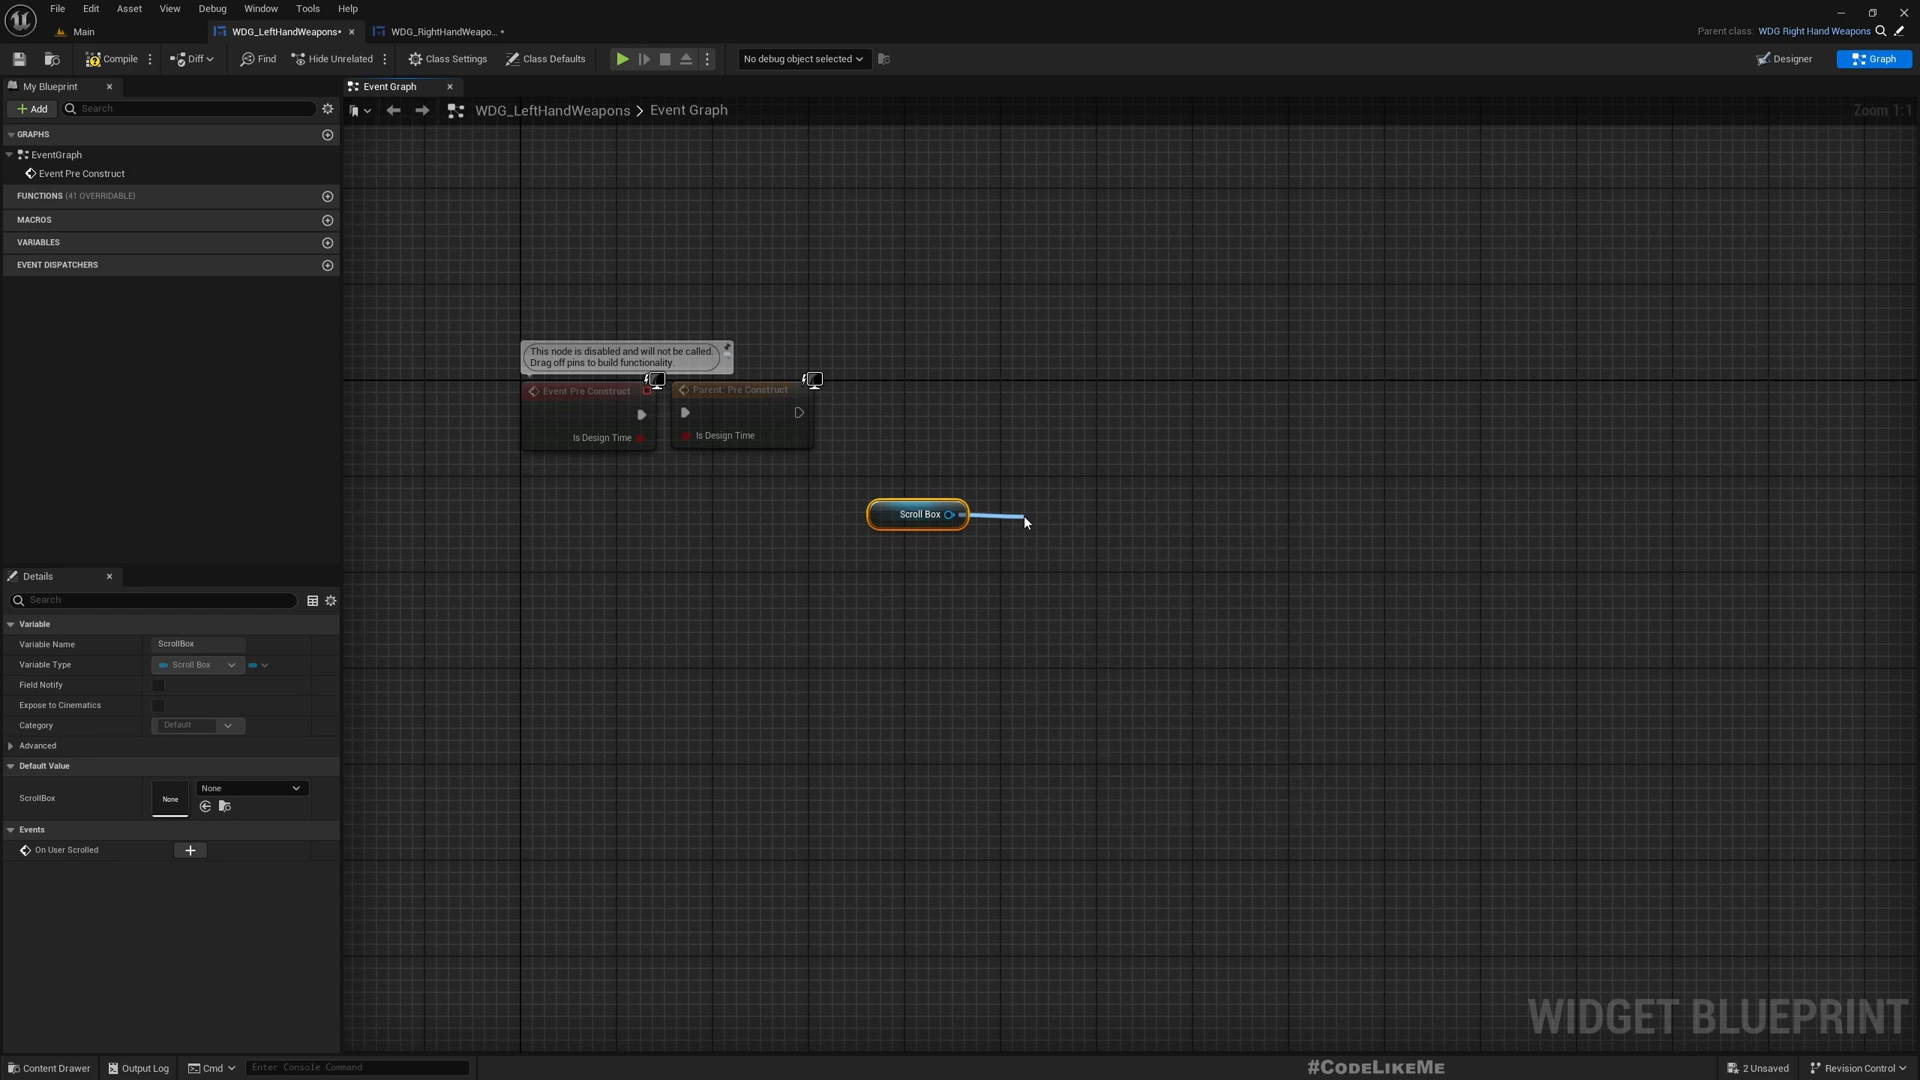 File Edit Asset View Debug Window Tools Help
Main WDG_LeftHandWeapons* WDG_RightHandWeapo... • Parent class: WDG Right Hand Weapons
Compile Diff Find Hide Unrelated Class Settings Class Defaults No debug object selected Designer Graph
My Blueprint Event Graph
Add Search WDG_LeftHandWeapons > Event Graph Zoom 1:1
GRAPHS
EventGraph
Event Pre Construct
FUNCTIONS (41 OVERRIDABLE)
MACROS
VARIABLES
EVENT DISPATCHERS
This node is disabled and will not be called.
Drag off pins to build functionality.
Event Pre Construct Parent: Pre Construct
Is Design Time Is Design Time
Scroll Box
Details
Search
Variable
Variable Name ScrollBox
Variable Type Scroll Box
Field Notify
Expose to Cinematics
Category Default
Advanced
Default Value
ScrollBox None None
Events
On User Scrolled
WIDGET BLUEPRINT
Content Drawer Output Log Cmd Enter Console Command #CODELIKEME 2 Unsaved Revision Control